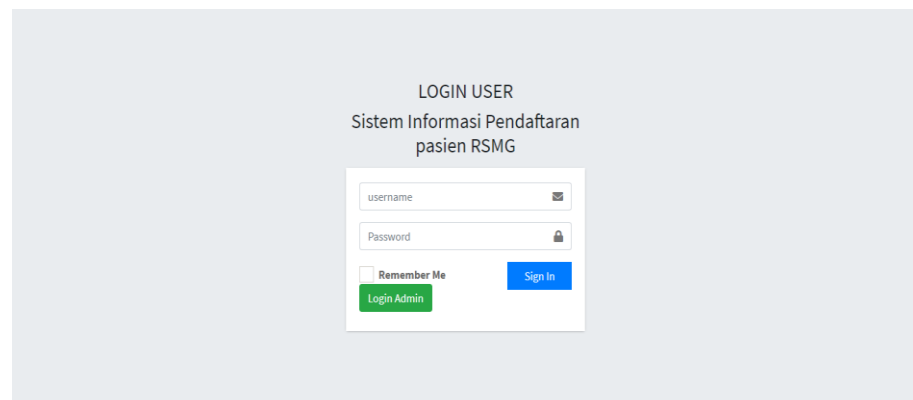 LOGIN USER
Sistem Informasi Pendaftaran
pasien RSMG
username
Password
Remember Me
Sign In
Login Admin